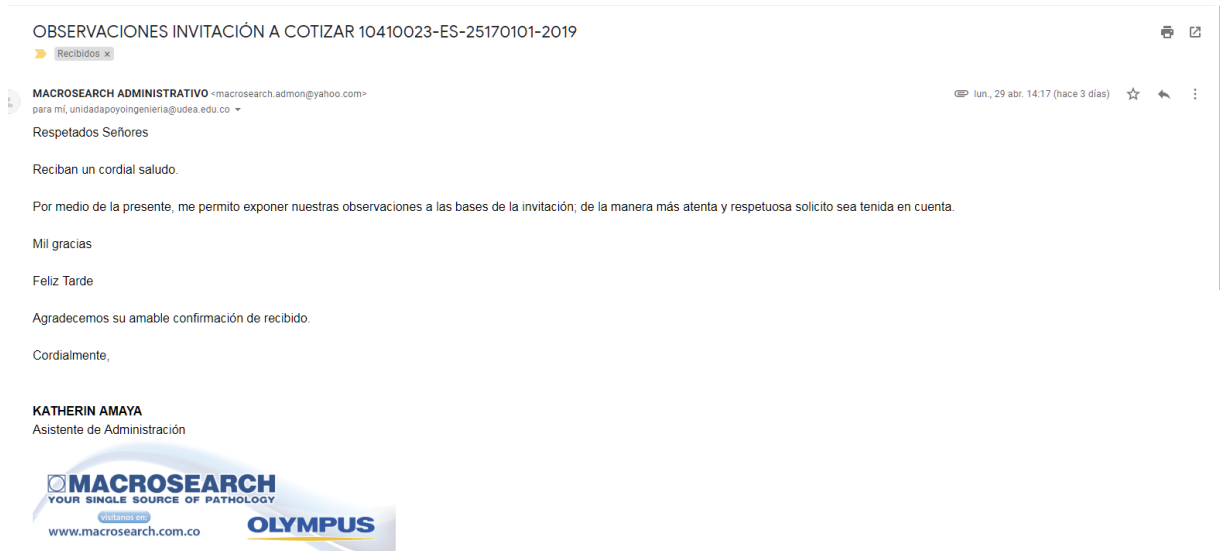 OBSERVACIONES INVITACIÓN A COTIZAR 10410023-ES-25170101-2019
Recibidos x
MACROSEARCH ADMINISTRATIVO <macrosearch.admon@yahoo.com>
lun., 29 abr. 14:17 (hace 3 días)
para mí, unidadapoyoingenieria@udea.edu.co
Respetados Señores
Reciban un cordial saludo.
Por medio de la presente, me permito exponer nuestras observaciones a las bases de la invitación; de la manera más atenta y respetuosa solicito sea tenida en cuenta.
Mil gracias
Feliz Tarde
Agradecemos su amable confirmación de recibido.
Cordialmente,
KATHERIN AMAYA
Asistente de Administración
MACROSEARCH
YOUR SINGLE SOURCE OF PATHOLOGY
visitanos en:
www.macrosearch.com.co
OLYMPUS